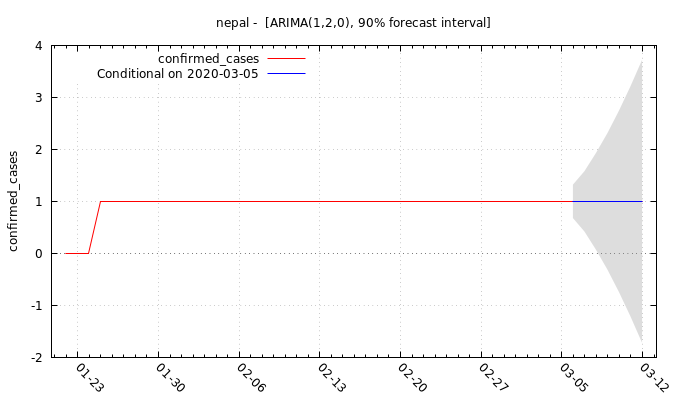 nepal -  [ARIMA(1,2,0), 90% forecast interval]
confirmed_cases
Conditional on 2020-03-05
4
3
2
1
0
-1
-2
confirmed_cases
01-23 01-30 02-06 02-13 02-20 02-27 03-05 03-12